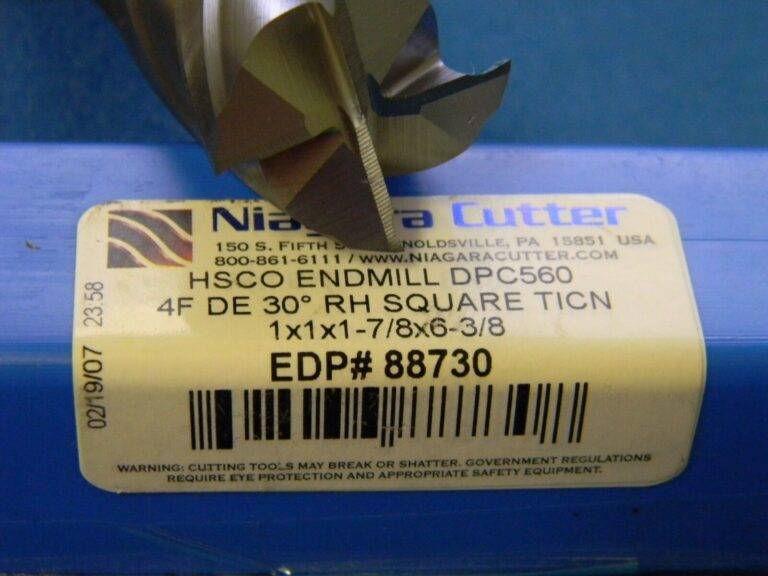 Niagara Cutter
150 S. FIFTH NOLDSVILLE, PA 15851 USA
800-861-6111 / WWW.NIAGARACUTTER.COM
HSCO ENDMILL DPC560
4F DE 30° RH SQUARE TICN
1x1x1-7/8x6-3/8
EDP# 88730
WARNING: CUTTING TOOLS MAY BREAK OR SHATTER. GOVERNMENT REGULATIONS
REQUIRE EYE PROTECTION AND APPROPRIATE SAFETY EQUIPMENT.
02/19/07 23:58